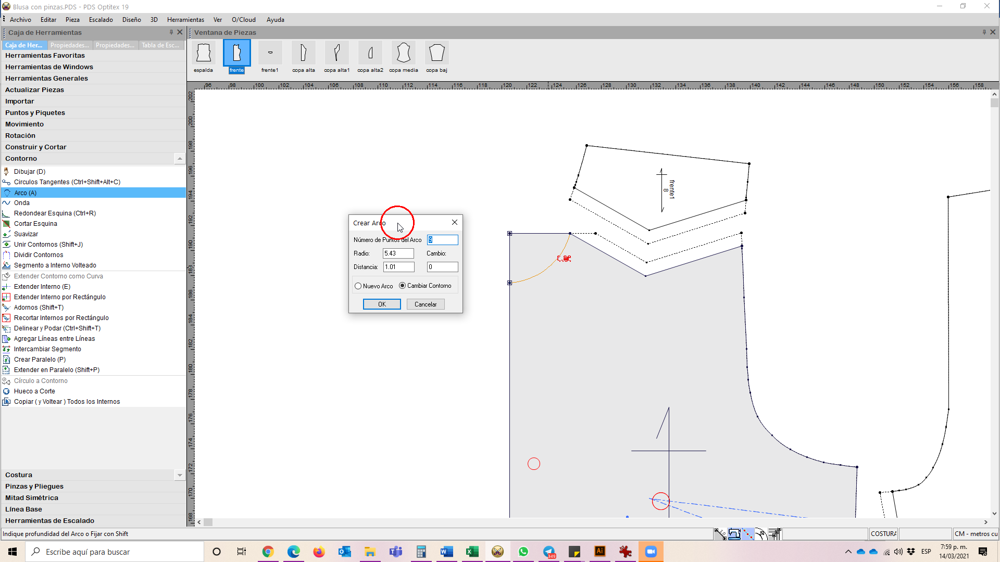 Blusa con pinzas.PDS - PDS Optitex 19
Archivo Editar Pieza Escalado Diseño 3D Herramientas Ver O/Cloud Ayuda
Caja de Herramientas
Ventana de Piezas
Caja de Her... Propiedades... Propiedades... Tabla de Esc...
espalda frente frente1 copa alta copa alta1 copa alta2 copa media copa baj
96 98 100 102 104 106 108 110 112 114 116 118 120 122 124 126 128 130 132 134 136 138 140 142 144 146 148 150 152 154 156 158
202 200 198 196 194 192 190 188 186 184 182 180 178 176 174 172 170 168
Herramientas Favoritas
Herramientas de Windows
Herramientas Generales
Actualizar Piezas
Importar
Puntos y Piquetes
Movimiento
Rotación
Construir y Cortar
Contorno
Dibujar (D)
Circulos Tangentes (Ctrl+Shift+Alt+C)
Arco (A)
Onda
Redondear Esquina (Ctrl+R)
Cortar Esquina
Suavizar
Unir Contornos (Shift+J)
Dividir Contornos
Segmento a Interno Volteado
Extender Contorno como Curva
Extender Interno (E)
Extender Interno por Rectángulo
Adornos (Shift+T)
Recortar Internos por Rectángulo
Delinear y Podar (Ctrl+Shift+T)
Agregar Líneas entre Líneas
Intercambiar Segmento
Crear Paralelo (P)
Extender en Paralelo (Shift+P)
Círculo a Contorno
Hueco a Corte
Copiar ( y Voltear ) Todos los Internos
Costura
Pinzas y Pliegues
Mitad Simétrica
Línea Base
Herramientas de Escalado
Crear Arco
Número de Puntos del Arco 9
Radio: 5.43 Cambio:
Distancia: 1.01 0
Nuevo Arco Cambiar Contorno
OK Cancelar
frente1
8
Indique profundidad del Arco o Fijar con Shift
COSTURA
CM - metros cu
Escribe aquí para buscar
349
Ai
ESP
7:59 p. m.
14/03/2021